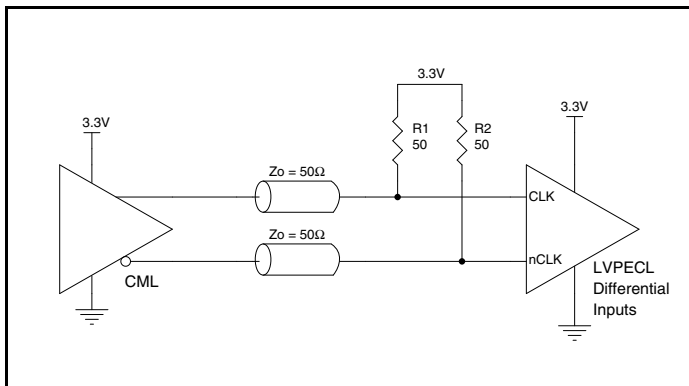 3.3V
3.3V
3.3V
R1
50
R2
50
Zo = 50Ω
CLK
Zo = 50Ω
nCLK
CML
LVPECL
Differential
Inputs